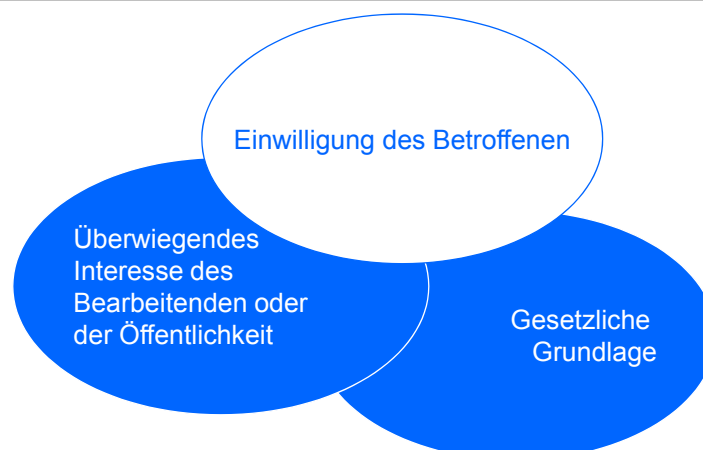 Einwilligung des Betroffenen
Überwiegendes
Interesse des
Bearbeitenden oder
der Öffentlichkeit
Gesetzliche
Grundlage